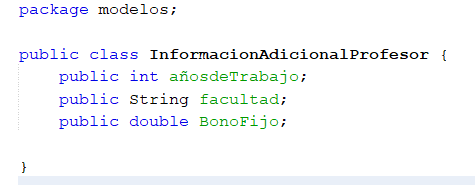 package modelos;
public class InformacionAdicionalProfesor {
public int añosdeTrabajo;
public String facultad;
public double BonoFijo;
}